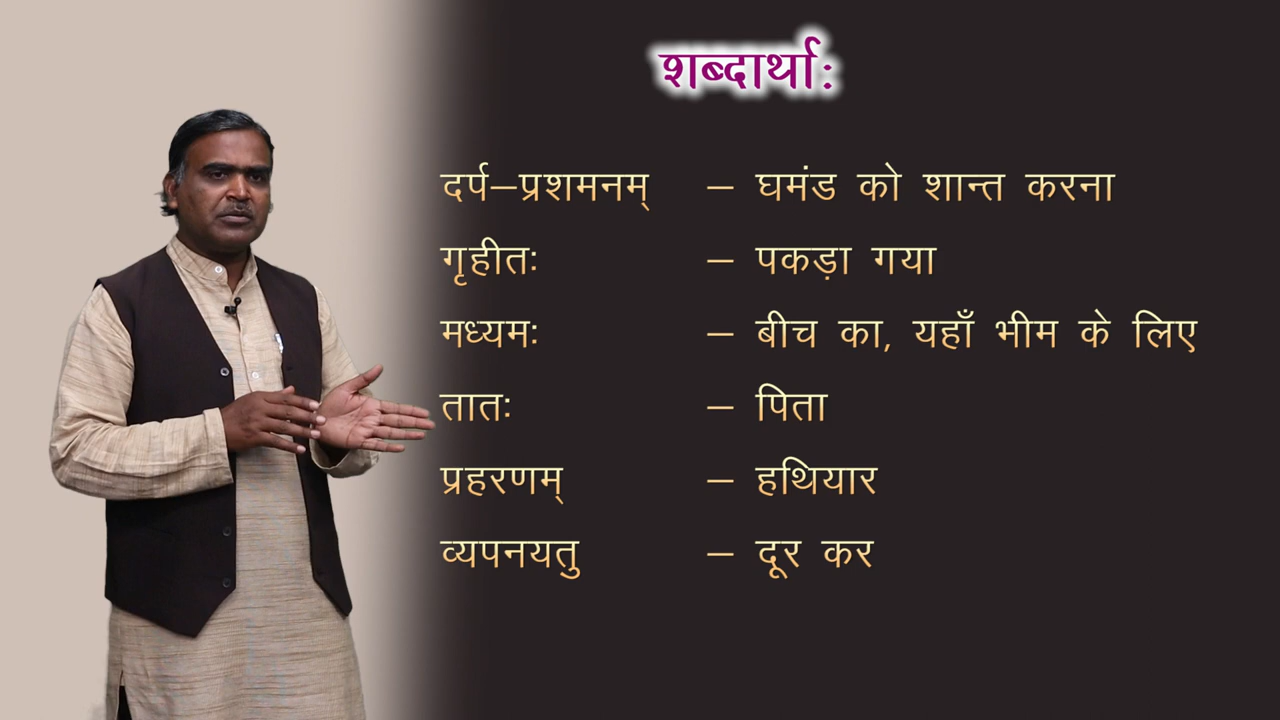 शब्दार्थाः
दर्प–प्रशमनम् – घमंड को शान्त करना
गृहीतः – पकड़ा गया
मध्यमः – बीच का, यहाँ भीम के लिए
तातः – पिता
प्रहरणम् – हथियार
व्यपनयतु – दूर कर